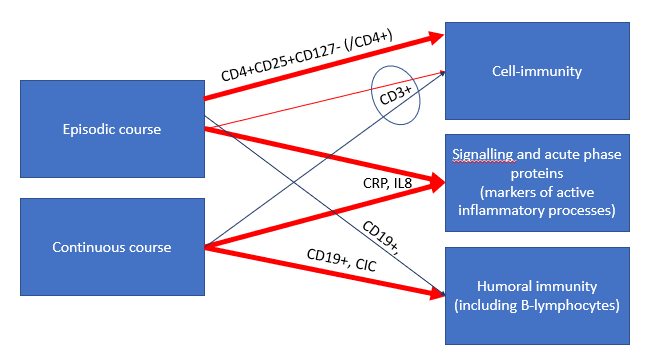 CD4+CD25+CD127- (/CD4+)
Cell-immunity
CD3+
Episodic course
Signalling and acute phase
proteins
(markers of active
inflammatory processes)
CRP, IL8
Continuous course
CD19+,
CD19+, CIC
Humoral immunity
(including B-lymphocytes)